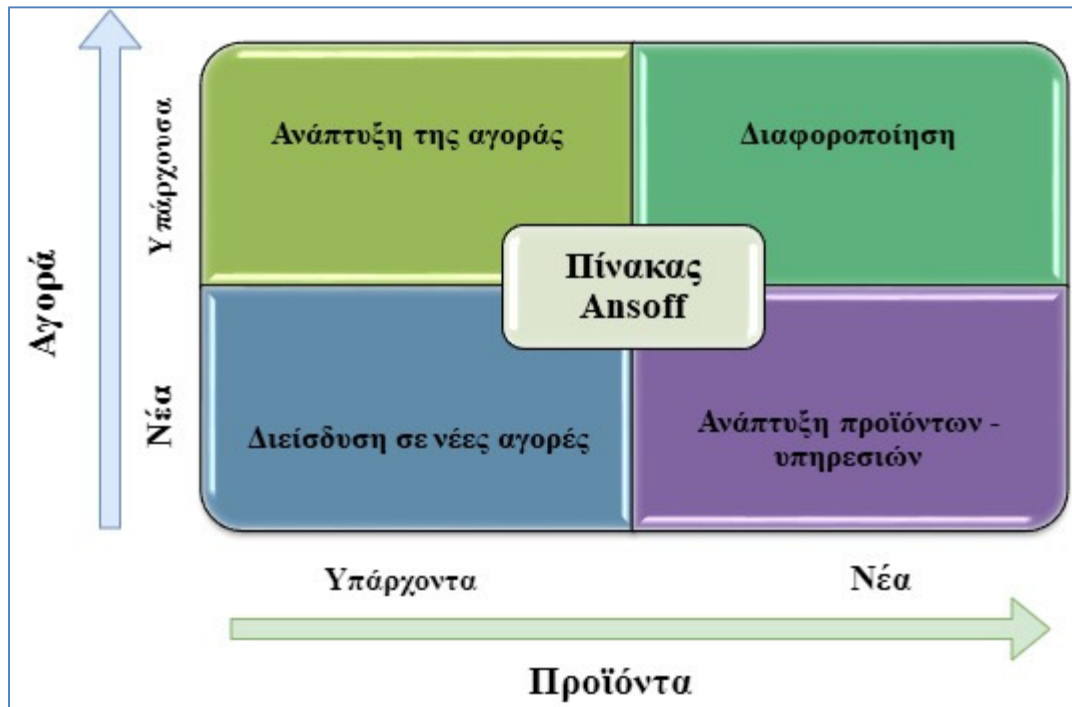 Αγορά
Υπάρχουσα
Νέα
Ανάπτυξη της αγοράς
Διαφοροποίηση
Πίνακας
Ansoff
Διείσδυση σε νέες αγορές
Ανάπτυξη προϊόντων -
υπηρεσιών
Υπάρχοντα
Νέα
Προϊόντα